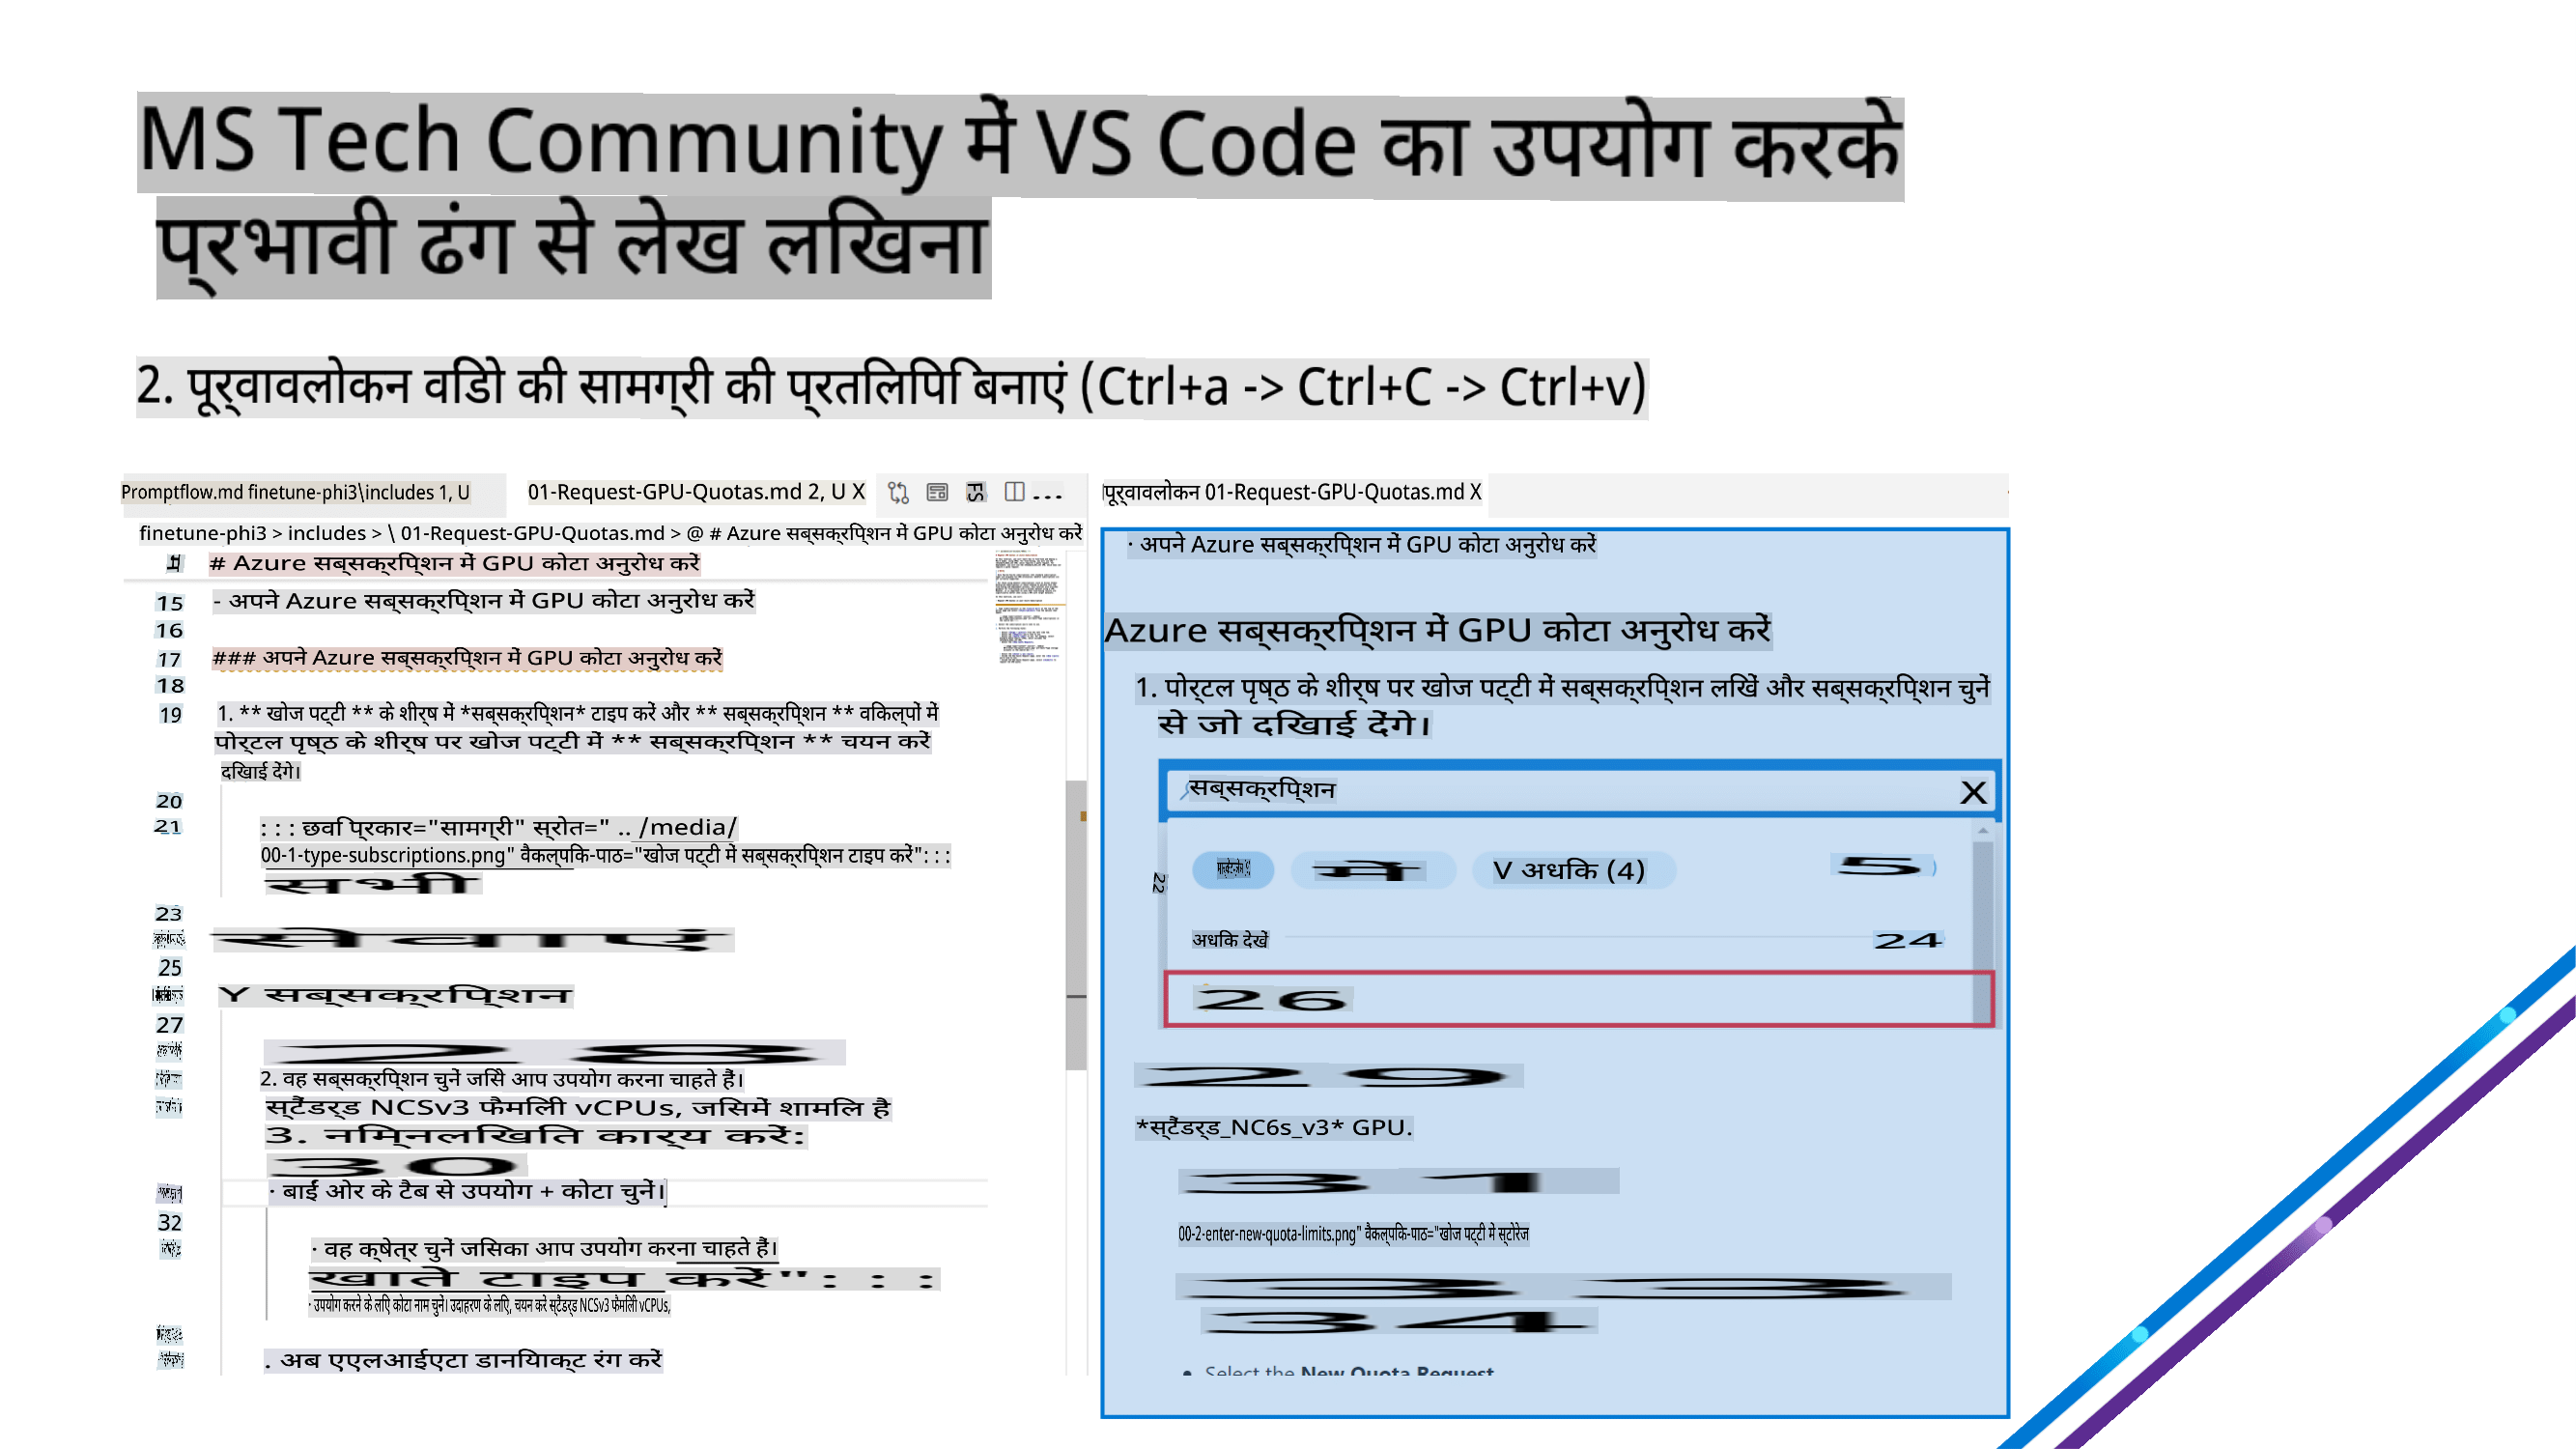 MS Tech Community में VS Code का उपयोग करके
प्रभावी ढंग से लेख लिखना
2. पूर्वावलोकन विंडो की सामग्री की प्रतिलिपि बनाएं (Ctrl+a -> Ctrl+C -> Ctrl+v)
Promptflow.md finetune-phi3\includes 1, U
01-Request-GPU-Quotas.md 2, U X
FS
...
finetune-phi3 > includes > \ 01-Request-GPU-Quotas.md > @ # Azure सब्सक्रिप्शन में GPU कोटा अनुरोध करें
# Azure सब्सक्रिप्शन में GPU कोटा अनुरोध करें
15 - अपने Azure सब्सक्रिप्शन में GPU कोटा अनुरोध करें
16
17 ### अपने Azure सब्सक्रिप्शन में GPU कोटा अनुरोध करें
18
19 1. ** खोज पट्टी ** के शीर्ष में *सब्सक्रिप्शन* टाइप करें और ** सब्सक्रिप्शन ** विकल्पों में
पोर्टल पृष्ठ के शीर्ष पर खोज पट्टी में ** सब्सक्रिप्शन ** चयन करें
दिखाई देंगे।
20
21 : : : छवि प्रकार="सामग्री" स्रोत=" .. /media/
00-1-type-subscriptions.png" वैकल्पिक-पाठ="खोज पट्टी में सब्सक्रिप्शन टाइप करें": : :
सभी
23
सेवाएं
25
Y सब्सक्रिप्शन
27
28
2. वह सब्सक्रिप्शन चुनें जिसे आप उपयोग करना चाहते हैं।
स्टैंडर्ड NCSv3 फैमिली vCPUs, जिसमें शामिल है
3. निम्नलिखित कार्य करें:
30
· बाईं ओर के टैब से उपयोग + कोटा चुनें।
32
· वह क्षेत्र चुनें जिसका आप उपयोग करना चाहते हैं।
खाते टाइप करें": : :
· उपयोग करने के लिए कोटा नाम चुनें। उदाहरण के लिए, चयन करें स्टैंडर्ड NCSv3 फैमिली vCPUs,
. अब एएलआईएटा डानियाक्ट रंग करें
पूर्वावलोकन 01-Request-GPU-Quotas.md X
· अपने Azure सब्सक्रिप्शन में GPU कोटा अनुरोध करें
Azure सब्सक्रिप्शन में GPU कोटा अनुरोध करें
1. पोर्टल पृष्ठ के शीर्ष पर खोज पट्टी में सब्सक्रिप्शन लिखें और सब्सक्रिप्शन चुनें
से जो दिखाई देंगे।
सब्सक्रिप्शन X
22
में
V अधिक (4)
5
अधिक देखें
24
26
29
*स्टैंडर्ड_NC6s_v3* GPU.
31
00-2-enter-new-quota-limits.png" वैकल्पिक-पाठ="खोज पट्टी में स्टोरेज
33
34
• Select the New Quota Request